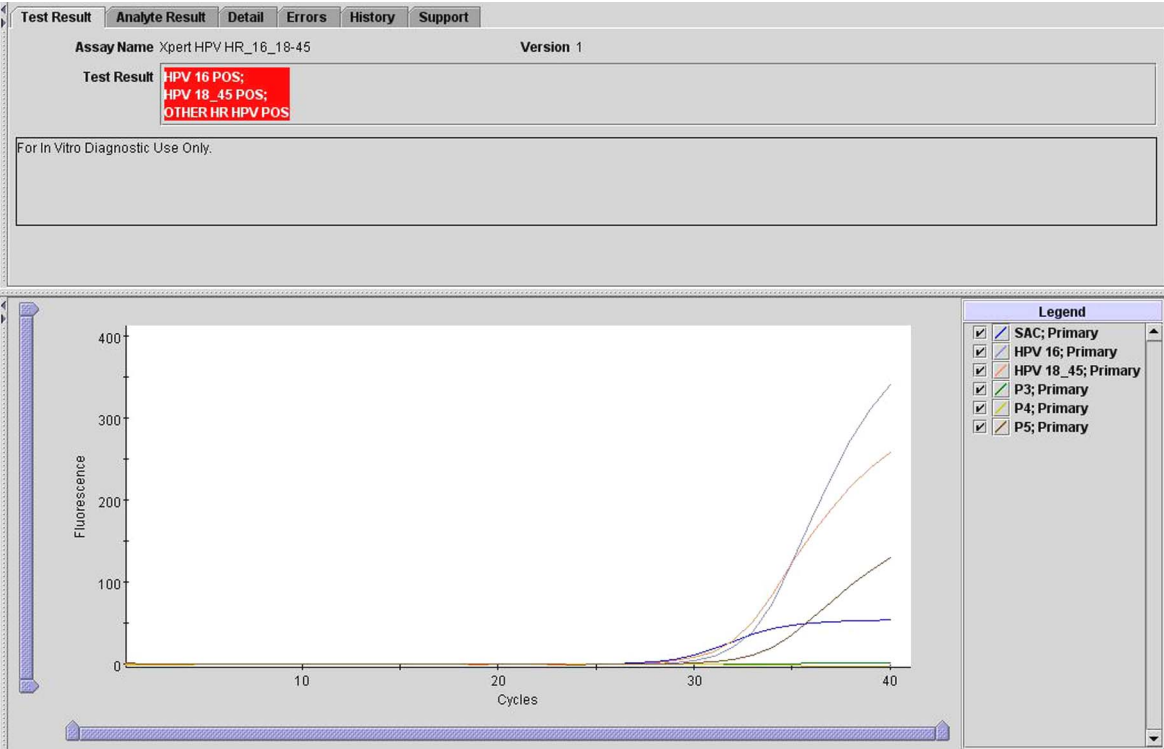 Test Result Analyte Result Detail Errors History Support
Assay Name Xpert HPV HR_16_18-45 Version 1
Test Result HPV 16 POS;
HPV 18_45 POS;
OTHER HR HPV POS
For In Vitro Diagnostic Use Only.
Legend
SAC; Primary
HPV 16; Primary
HPV 18_45; Primary
P3; Primary
P4; Primary
P5; Primary
400
300
200
100
0
Fluorescence
10 20 30 40
Cycles